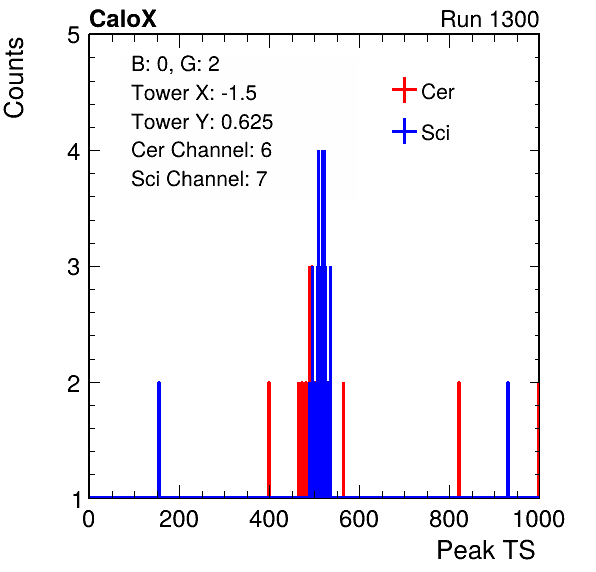 CaloX Run 1300
Counts
5
B: 0, G: 2
Tower X: -1.5
Tower Y: 0.625
Cer Channel: 6
Sci Channel: 7
Cer
Sci
4
3
2
1
0 200 400 600 800 1000
Peak TS